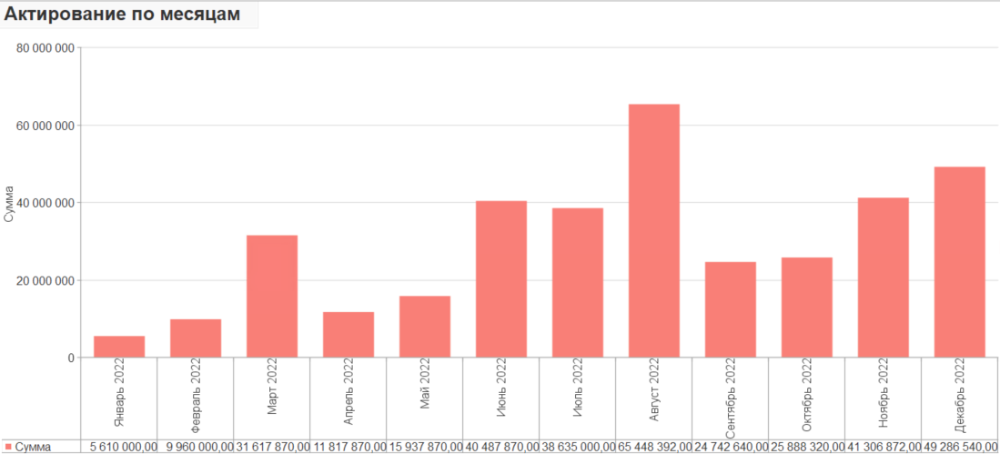 Актирование по месяцам
80 000 000
60 000 000
40 000 000
20 000 000
0
Сумма
Январь 2022
Февраль 2022
Март 2022
Апрель 2022
Май 2022
Июнь 2022
Июль 2022
Август 2022
Сентябрь 2022
Октябрь 2022
Ноябрь 2022
Декабрь 2022
Сумма 5 610 000,00 9 960 000,00 31 617 870,00 11 817 870,00 15 937 870,00 40 487 870,00 38 635 000,00 65 448 392,00 24 742 640,00 25 888 320,00 41 306 872,00 49 286 540,00